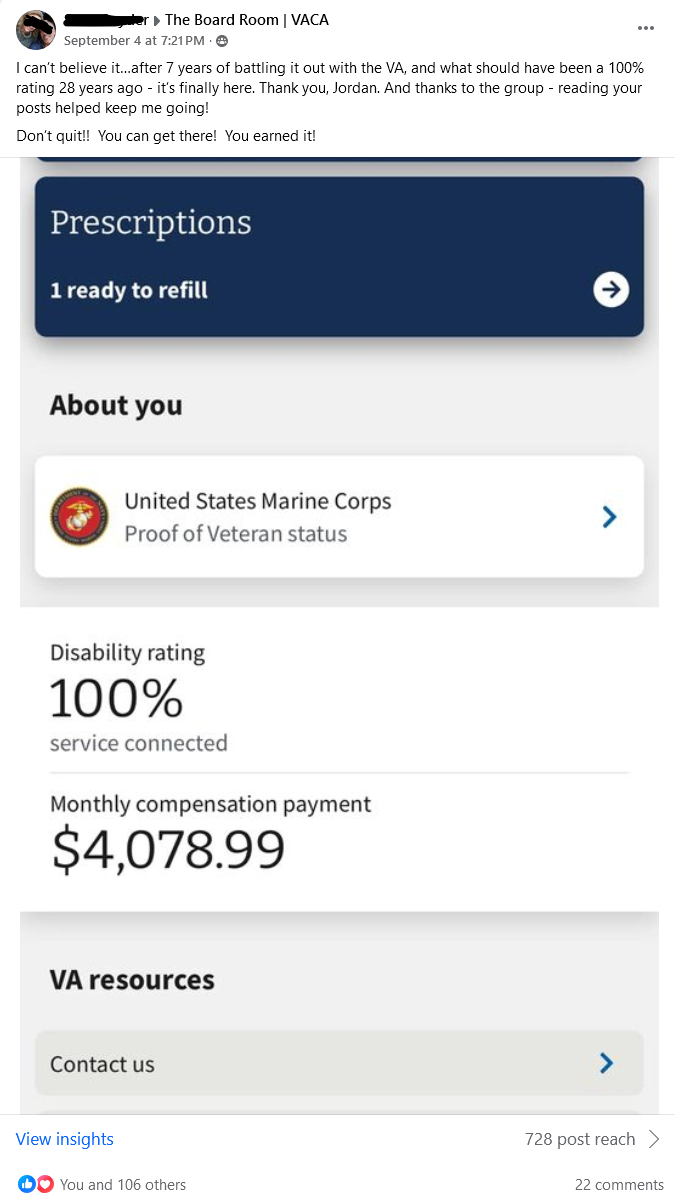 The Board Room | VACA
September 4 at 7:21 PM ·
I can't believe it...after 7 years of battling it out with the VA, and what should have been a 100%
rating 28 years ago - it's finally here. Thank you, Jordan. And thanks to the group - reading your
posts helped keep me going!
Don't quit!! You can get there! You earned it!
Prescriptions
1 ready to refill
About you
United States Marine Corps
Proof of Veteran status
Disability rating
100%
service connected
Monthly compensation payment
$4,078.99
VA resources
Contact us
View insights
728 post reach
You and 106 others
22 comments